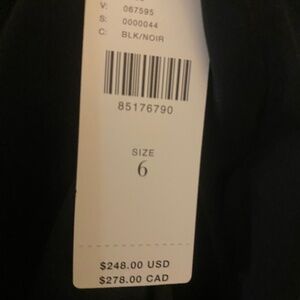 V: 067595
S: 0000044
C: BLK/NOIR
85176790
SIZE
6
$248.00 USD
$278.00 CAD